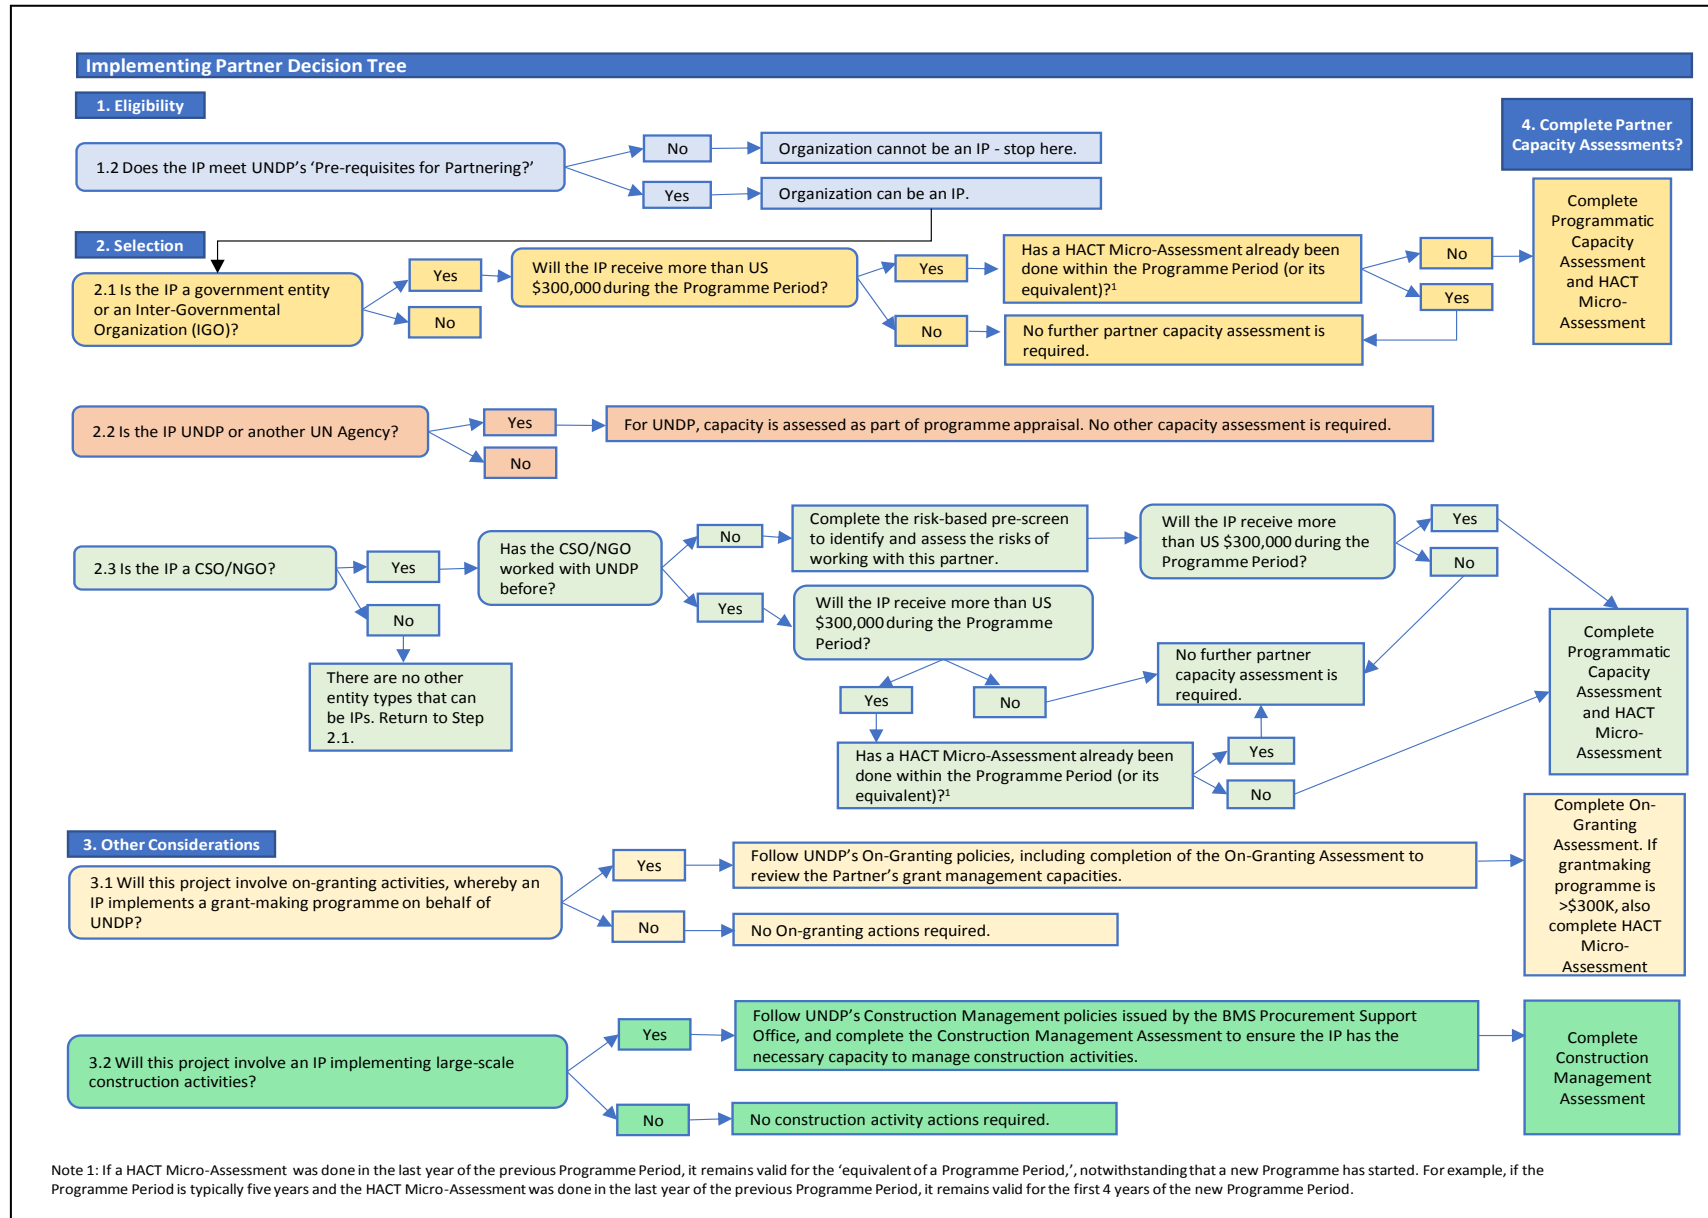 Implementing Partner Decision Tree
1. Eligibility
4. Complete Partner
Capacity Assessments?
1.2 Does the IP meet UNDP's 'Pre-requisites for Partnering?'
No
Organization cannot be an IP - stop here.
Yes
Organization can be an IP.
2. Selection
2.1 Is the IP a government entity
or an Inter-Governmental
Organization (IGO)?
Yes
No
Will the IP receive more than US
$300,000 during the Programme Period?
Yes
No
Has a HACT Micro-Assessment already been
done within the Programme Period (or its
equivalent)?1
No further partner capacity assessment is
required.
No
Yes
Complete
Programmatic
Capacity
Assessment
and HACT
Micro-
Assessment
2.2 Is the IP UNDP or another UN Agency?
Yes
No
For UNDP, capacity is assessed as part of programme appraisal. No other capacity assessment is required.
2.3 Is the IP a CSO/NGO?
Yes
No
There are no other
entity types that can
be IPs. Return to Step
2.1.
Has the CSO/NGO
worked with UNDP
before?
No
Yes
Complete the risk-based pre-screen
to identify and assess the risks of
working with this partner.
Will the IP receive more
than US $300,000 during the
Programme Period?
Yes
No
Will the IP receive more than US
$300,000 during the Programme
Period?
Yes
No
No further partner
capacity assessment is
required.
Has a HACT Micro-Assessment already been
done within the Programme Period (or its
equivalent)?1
Yes
No
Complete
Programmatic
Capacity
Assessment
and HACT
Micro-
Assessment
3. Other Considerations
3.1 Will this project involve on-granting activities, whereby an
IP implements a grant-making programme on behalf of
UNDP?
Yes
No
Follow UNDP's On-Granting policies, including completion of the On-Granting Assessment to
review the Partner's grant management capacities.
No On-granting actions required.
Complete On-
Granting
Assessment. If
grantmaking
programme is
>$300K, also
complete HACT
Micro-
Assessment
3.2 Will this project involve an IP implementing large-scale
construction activities?
Yes
No
Follow UNDP's Construction Management policies issued by the BMS Procurement Support
Office, and complete the Construction Management Assessment to ensure the IP has the
necessary capacity to manage construction activities.
No construction activity actions required.
Complete
Construction
Management
Assessment
Note 1: If a HACT Micro-Assessment was done in the last year of the previous Programme Period, it remains valid for the 'equivalent of a Programme Period,', notwithstanding that a new Programme has started. For example, if the
Programme Period is typically five years and the HACT Micro-Assessment was done in the last year of the previous Programme Period, it remains valid for the first 4 years of the new Programme Period.